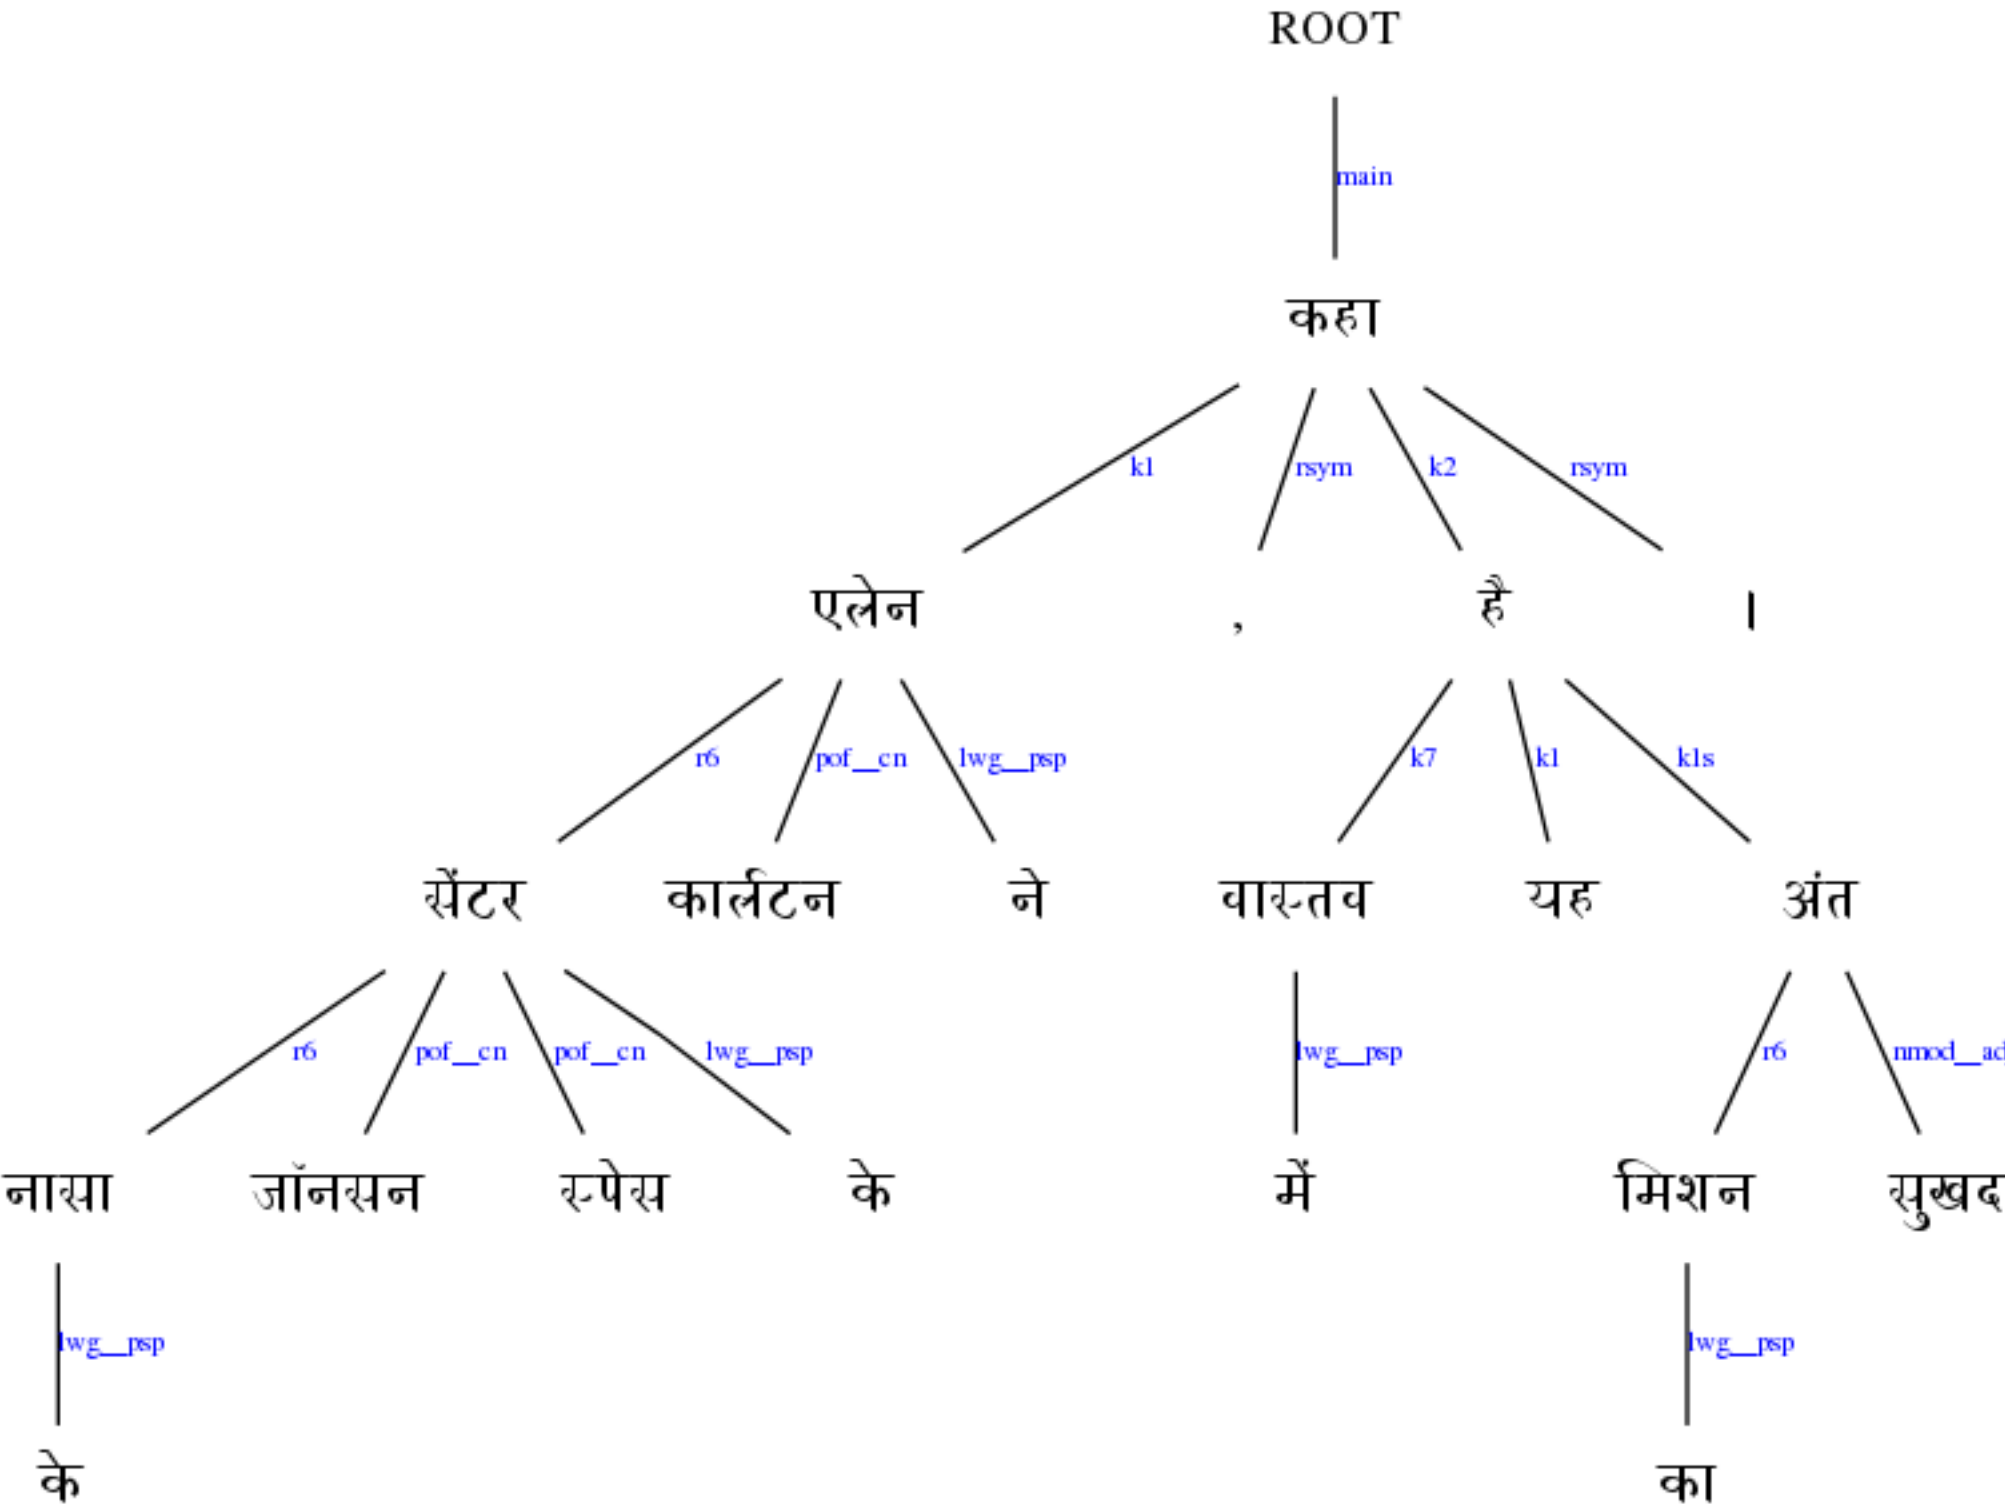 ROOT
main
कहा
k1 rsym k2 rsym
एलेन , है ।
r6 pof__cn lwg__psp k7 k1 k1s
सेंटर कार्लटन ने वास्तव यह अंत
r6 pof__cn pof__cn lwg__psp lwg__psp r6
नासा जॉनसन स्पेस के में मिशन सुखद
lwg__psp lwg__psp
के का